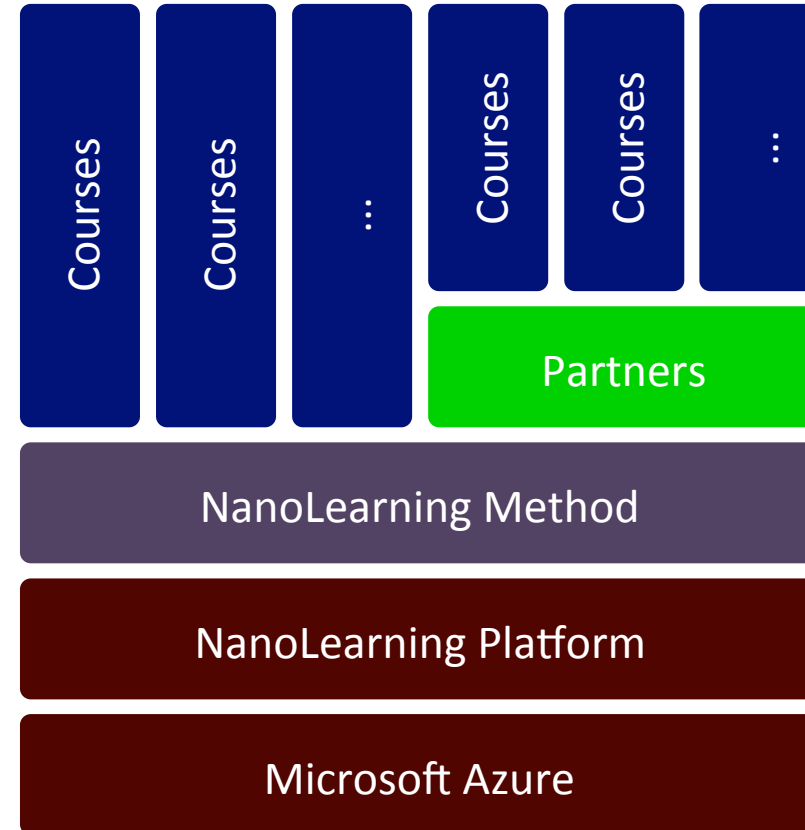 Courses
Courses
...
Courses
Courses
...
Partners
NanoLearning Method
NanoLearning Platform
Microsoft Azure